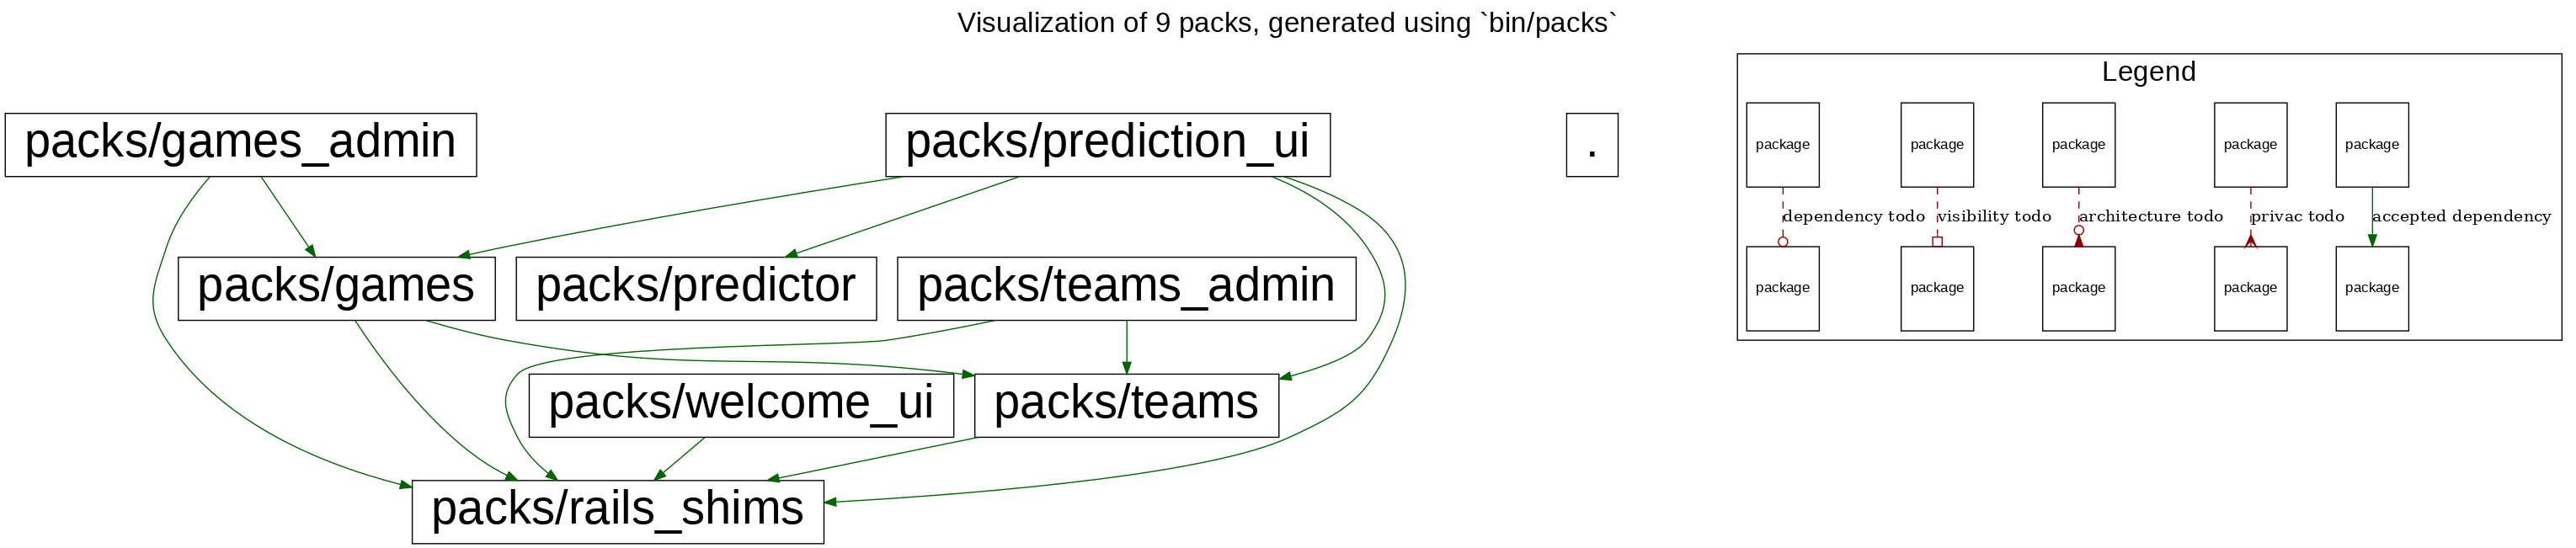 Visualization of 9 packs, generated using `bin/packs`
packs/games_admin
packs/prediction_ui
.
packs/games
packs/predictor
packs/teams_admin
packs/welcome_ui
packs/teams
packs/rails_shims
Legend
package
package
package
package
package
dependency todo
visibility todo
architecture todo
privac todo
accepted dependency
package
package
package
package
package